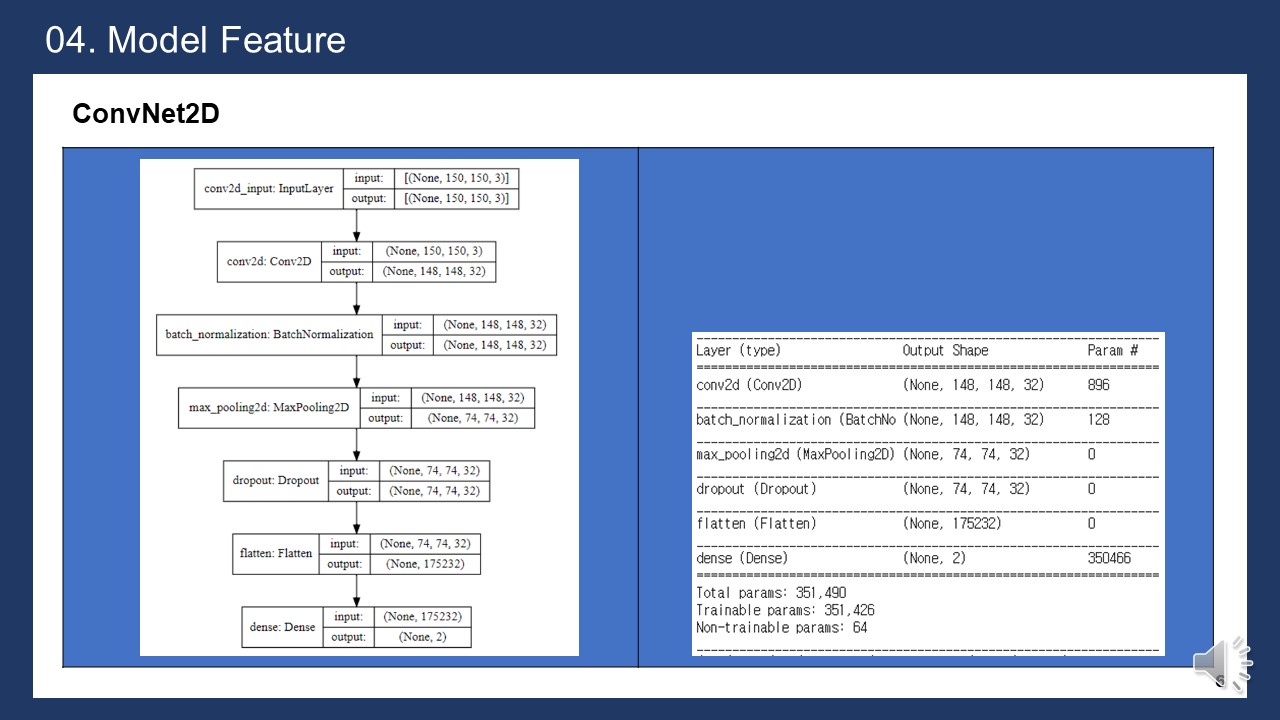 04. Model Feature
ConvNet2D
conv2d_input: InputLayer input: [(None, 150, 150, 3)]
output: [(None, 150, 150, 3)]
conv2d: Conv2D input: (None, 150, 150, 3)
output: (None, 148, 148, 32)
batch_normalization: BatchNormalization input: (None, 148, 148, 32)
output: (None, 148, 148, 32)
max_pooling2d: MaxPooling2D input: (None, 148, 148, 32)
output: (None, 74, 74, 32)
dropout: Dropout input: (None, 74, 74, 32)
output: (None, 74, 74, 32)
flatten: Flatten input: (None, 74, 74, 32)
output: (None, 175232)
dense: Dense input: (None, 175232)
output: (None, 2)
Layer (type) Output Shape Param #
conv2d (Conv2D) (None, 148, 148, 32) 896
batch_normalization (BatchNo (None, 148, 148, 32) 128
max_pooling2d (MaxPooling2D) (None, 74, 74, 32) 0
dropout (Dropout) (None, 74, 74, 32) 0
flatten (Flatten) (None, 175232) 0
dense (Dense) (None, 2) 350466
Total params: 351,490
Trainable params: 351,426
Non-trainable params: 64